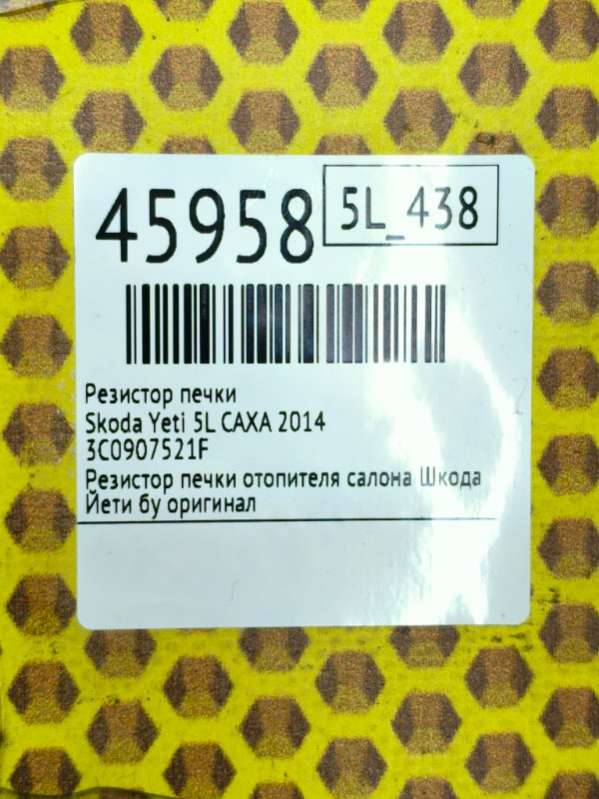 45958
5L_438
Резистор печки
Skoda Yeti 5L CAXA 2014
3C0907521F
Резистор печки отопителя салона Шкода
Йети бу оригинал